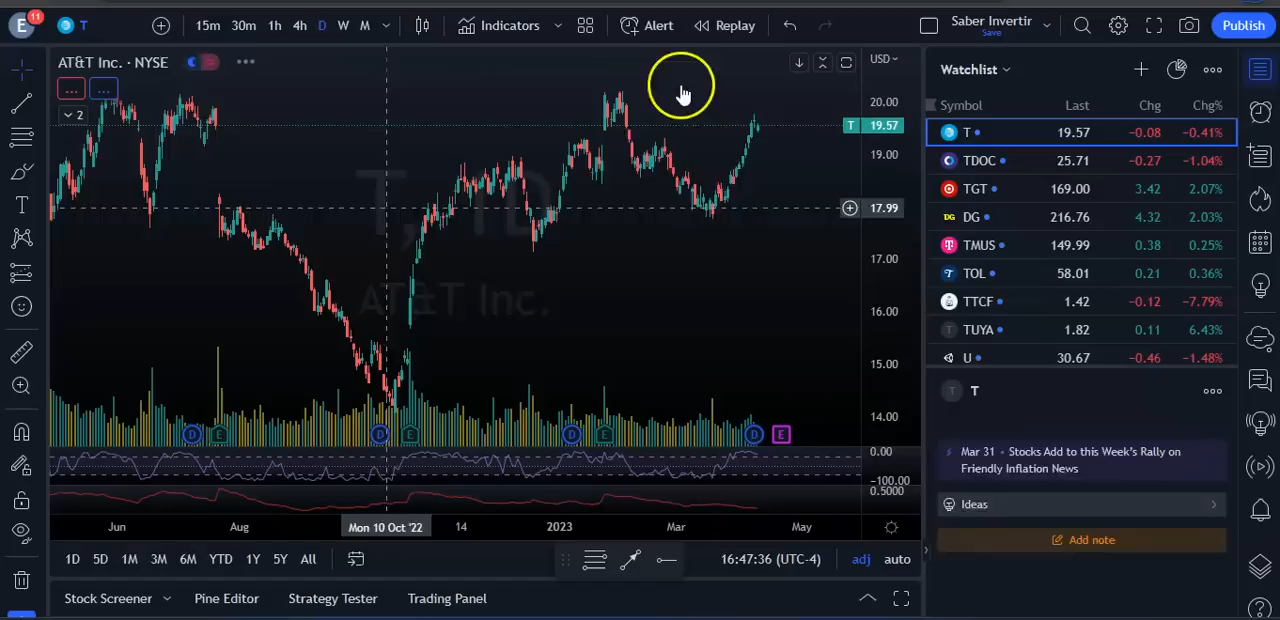 E 11 T 15m 30m 1h 4h D W M Indicators Alert Replay Saber Invertir Publish
Save
AT&T Inc. · NYSE USD
... ...
2
T, 1D
AT&T Inc.
20.00
T 19.57
19.00
17.99
17.00
16.00
15.00
14.00
D E D E D E D E
0.00
-100.00
0.5000
Jun Aug Mon 10 Oct '22 14 2023 Mar May
1D 5D 1M 3M 6M YTD 1Y 5Y All 16:47:36 (UTC-4) adj auto
Stock Screener Pine Editor Strategy Tester Trading Panel
Watchlist
Symbol Last Chg Chg%
T 19.57 −0.08 −0.41%
TDOC 25.71 −0.27 −1.04%
TGT 169.00 3.42 2.07%
DG DG 216.76 4.32 2.03%
TMUS 149.99 0.38 0.25%
TOL 58.01 0.21 0.36%
TTCF 1.42 −0.12 −7.79%
T TUYA 1.82 0.11 6.43%
U 30.67 −0.46 −1.48%
T T
Mar 31 • Stocks Add to this Week's Rally on
Friendly Inflation News
Ideas
Add note